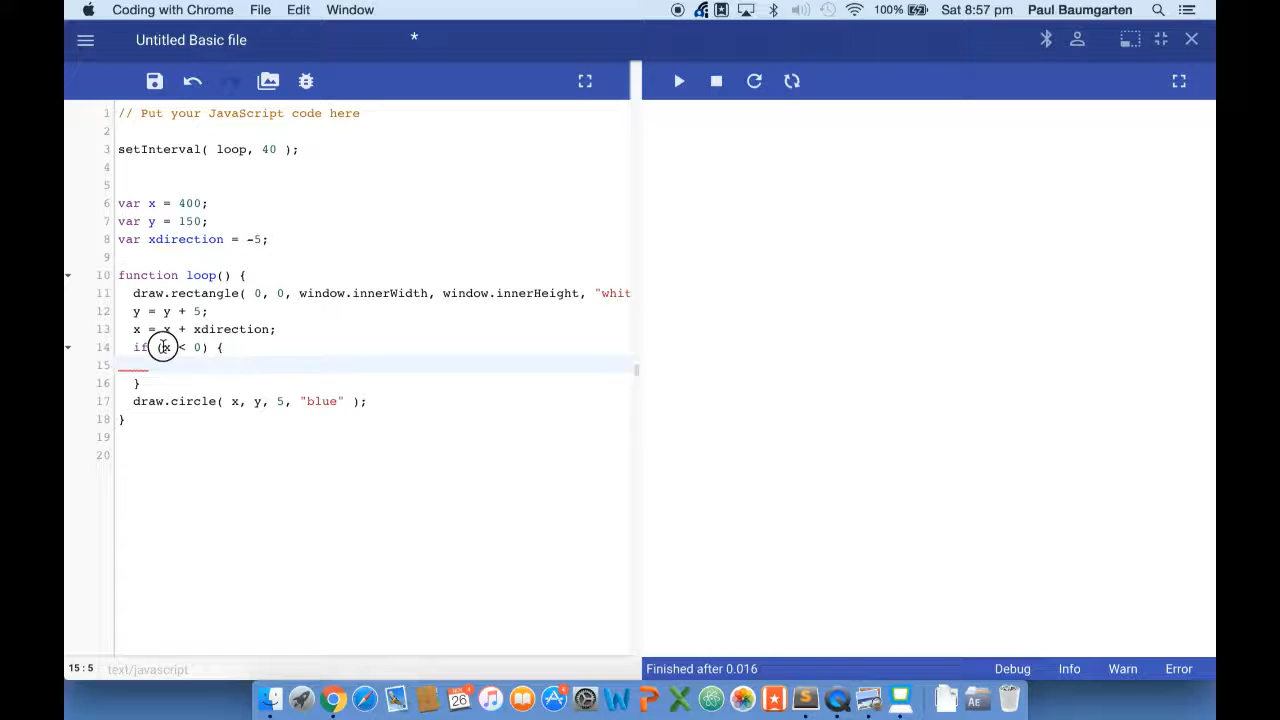 Coding with Chrome File Edit Window 100% Sat 8:57 pm Paul Baumgarten
Untitled Basic file *
1 // Put your JavaScript code here
2
3 setInterval( loop, 40 );
4
5
6 var x = 400;
7 var y = 150;
8 var xdirection = -5;
9
10 function loop() {
11 draw.rectangle( 0, 0, window.innerWidth, window.innerHeight, "whit
12 y = y + 5;
13 x = x + xdirection;
14 if (x < 0) {
15
16 }
17 draw.circle( x, y, 5, "blue" );
18 }
19
20
15:5 text/javascript
Finished after 0.016 Debug Info Warn Error
26